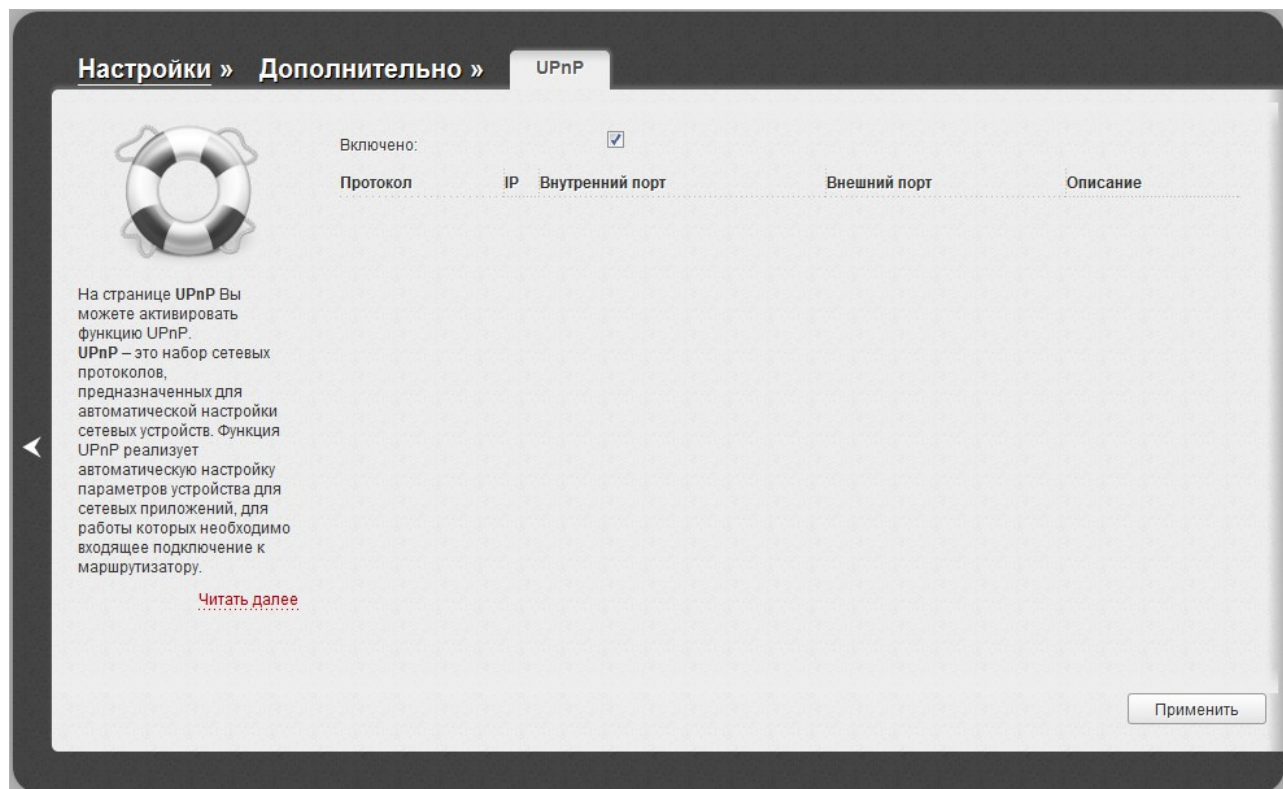 Настройки » Дополнительно » UPnP
Включено:
Протокол IP Внутренний порт Внешний порт Описание
На странице UPnP Вы
можете активировать
функцию UPnP.
UPnP – это набор сетевых
протоколов,
предназначенных для
автоматической настройки
сетевых устройств. Функция
UPnP реализует
автоматическую настройку
параметров устройства для
сетевых приложений, для
работы которых необходимо
входящее подключение к
маршрутизатору.
Читать далее
Применить